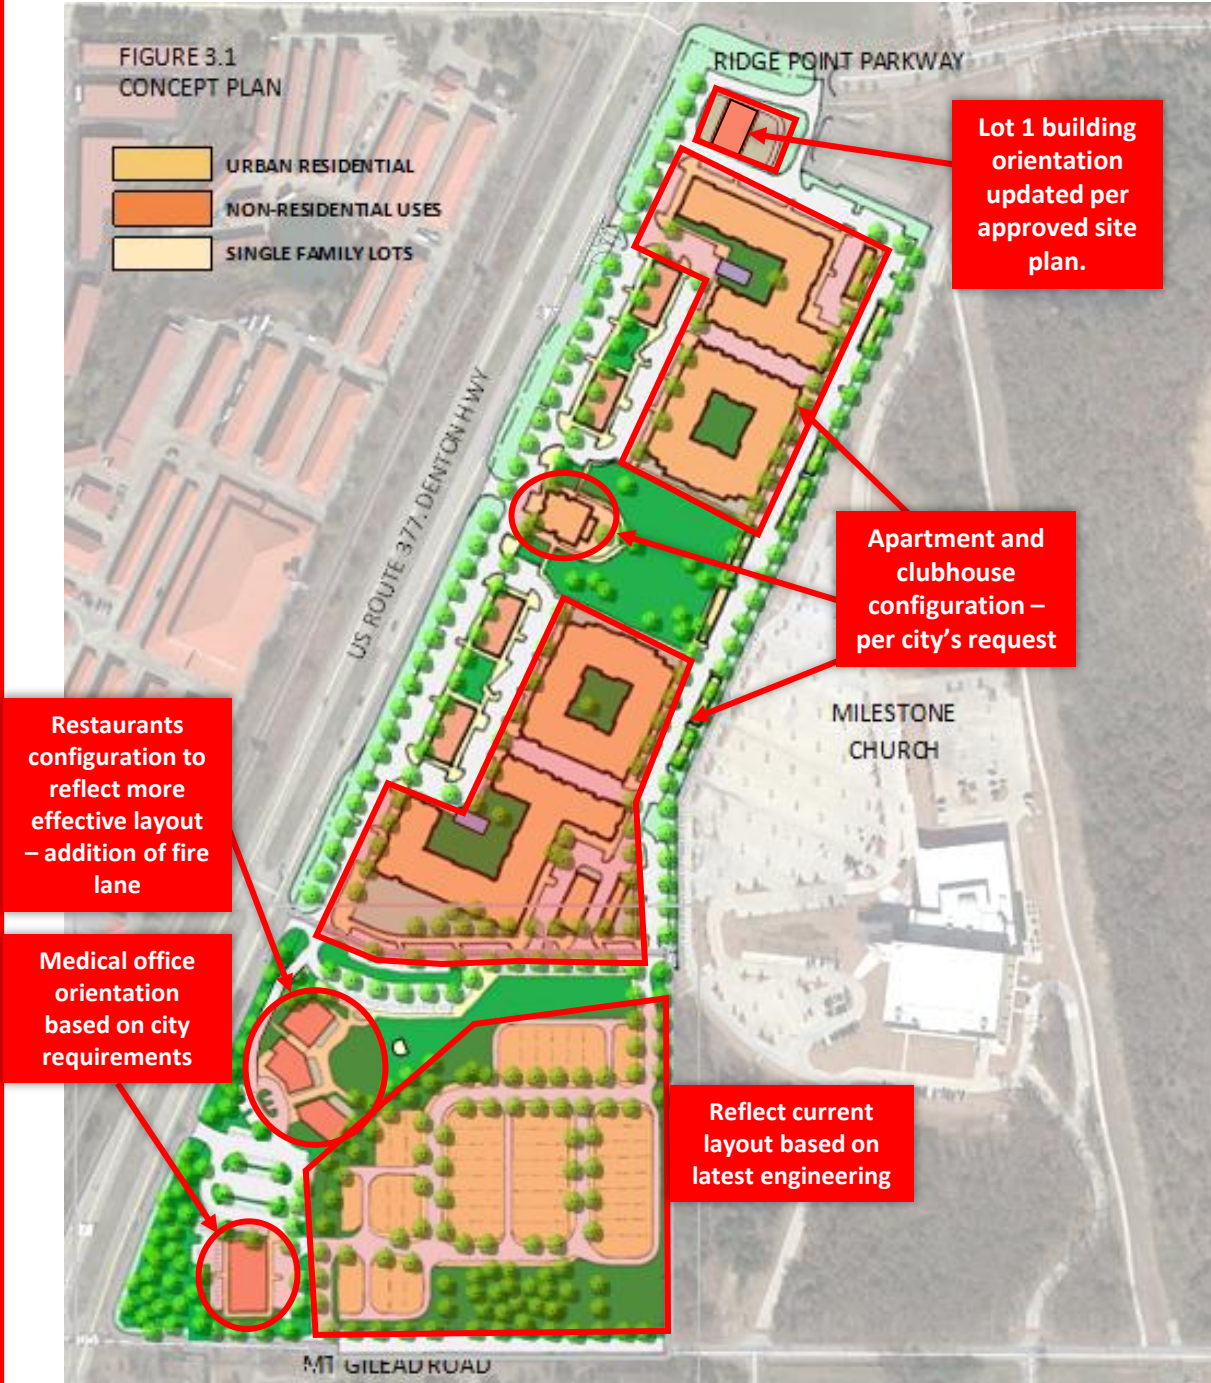 FIGURE 3.1
CONCEPT PLAN
URBAN RESIDENTIAL
NON-RESIDENTIAL USES
SINGLE FAMILY LOTS
RIDGE POINT PARKWAY
Lot 1 building
orientation
updated per
approved site
plan.
US ROUTE 377. DENTON HWY
Apartment and
clubhouse
configuration –
per city's request
MILESTONE
CHURCH
Restaurants
configuration to
reflect more
effective layout
– addition of fire
lane
Medical office
orientation
based on city
requirements
Reflect current
layout based on
latest engineering
MT GILEAD ROAD